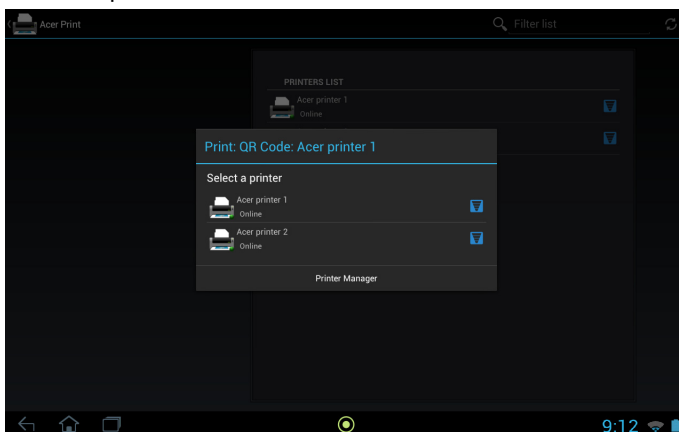 Acer Print
Filter list
PRINTERS LIST
Acer printer 1
Online
Print: QR Code: Acer printer 1
Select a printer
Acer printer 1
Online
Acer printer 2
Online
Printer Manager
9:12